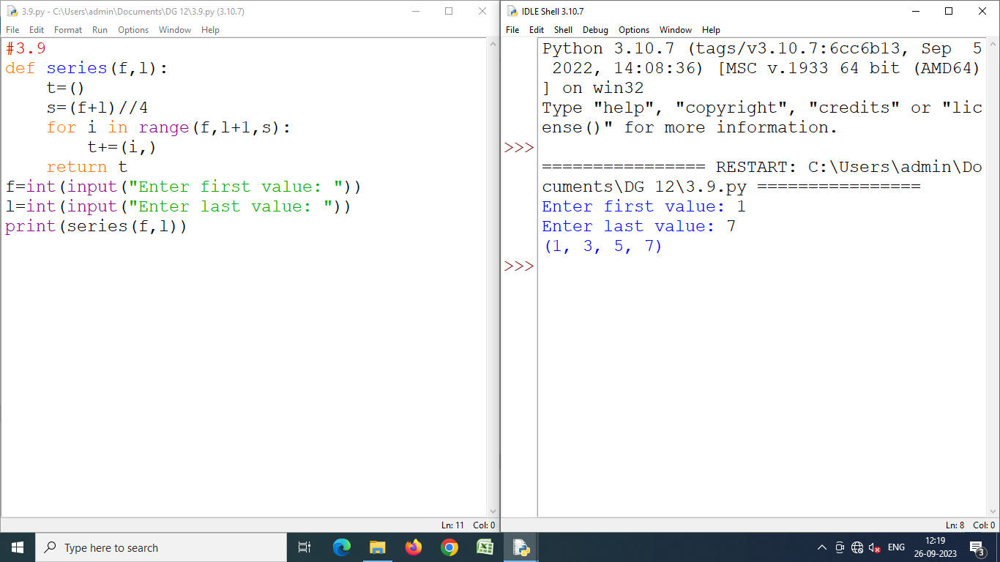 3.9.py - C:\Users\admin\Documents\DG 12\3.9.py (3.10.7)
File Edit Format Run Options Window Help
#3.9
def series(f,l):
    t=()
    s=(f+l)//4
    for i in range(f,l+1,s):
        t+=(i,)
    return t
f=int(input("Enter first value: "))
l=int(input("Enter last value: "))
print(series(f,l))
Ln: 11 Col: 0
IDLE Shell 3.10.7
File Edit Shell Debug Options Window Help
Python 3.10.7 (tags/v3.10.7:6cc6b13, Sep  5
 2022, 14:08:36) [MSC v.1933 64 bit (AMD64)
] on win32
Type "help", "copyright", "credits" or "lic
ense()" for more information.
>>>
================ RESTART: C:\Users\admin\Do
cuments\DG 12\3.9.py ================
Enter first value: 1
Enter last value: 7
(1, 3, 5, 7)
>>>
Ln: 8 Col: 0
Type here to search
ENG
12:19
26-09-2023
3